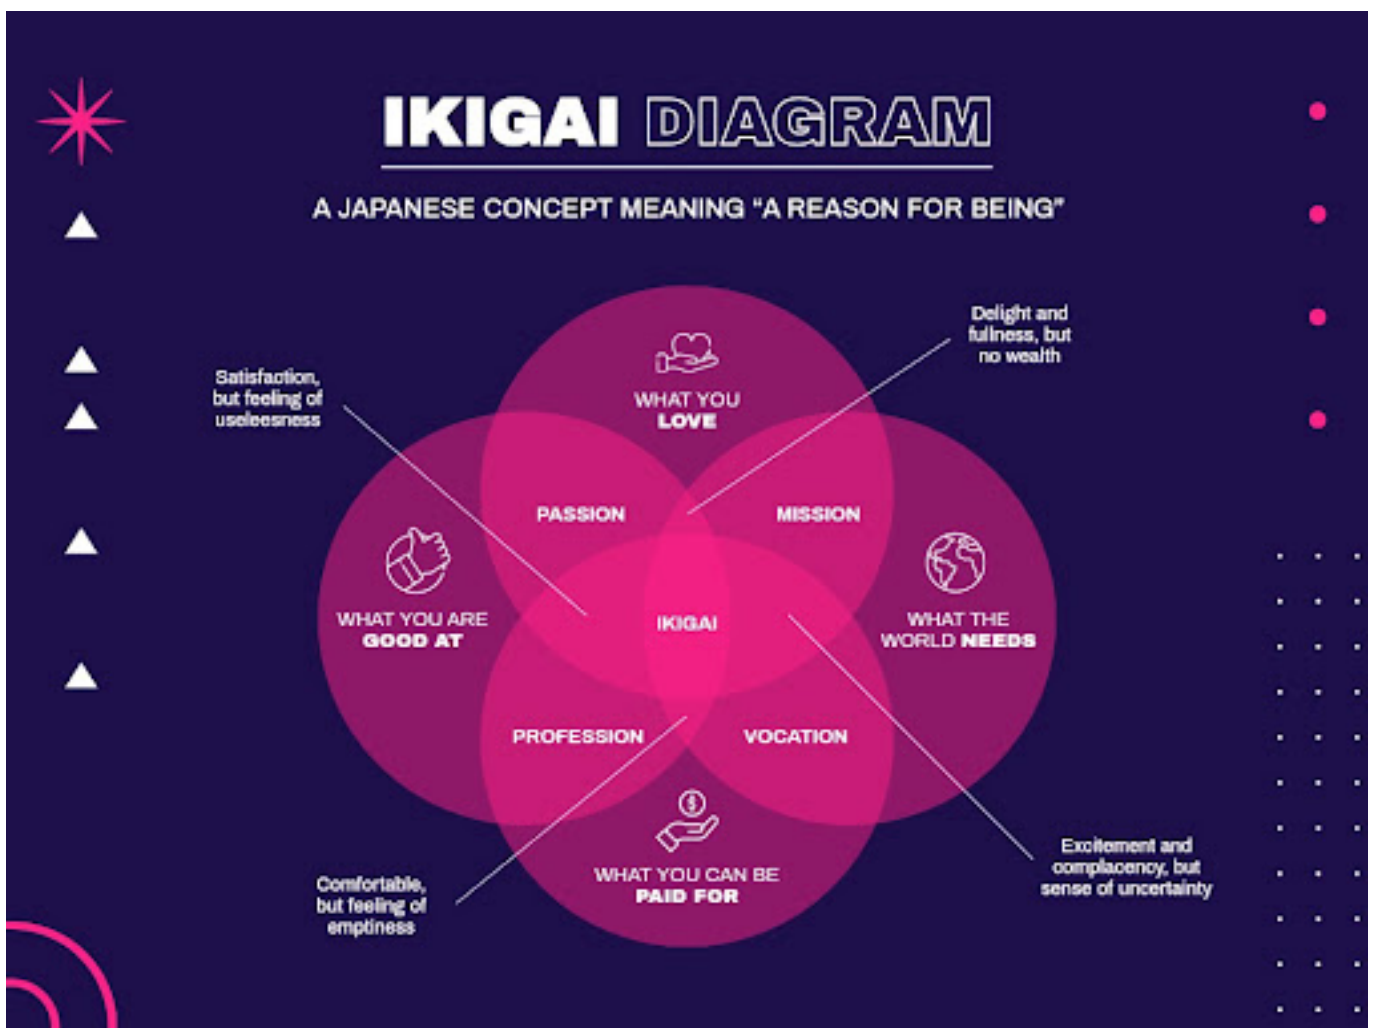 IKIGAI DIAGRAM
A JAPANESE CONCEPT MEANING “A REASON FOR BEING”
Delight and
fullness, but
no wealth
Satisfaction,
but feeling of
useleesness
WHAT YOU
LOVE
PASSION
MISSION
WHAT YOU ARE
GOOD AT
IKIGAI
WHAT THE
WORLD NEEDS
PROFESSION
VOCATION
$
WHAT YOU CAN BE
PAID FOR
Excitement and
complacency, but
sense of uncertainty
Comfortable,
but feeling of
emptiness